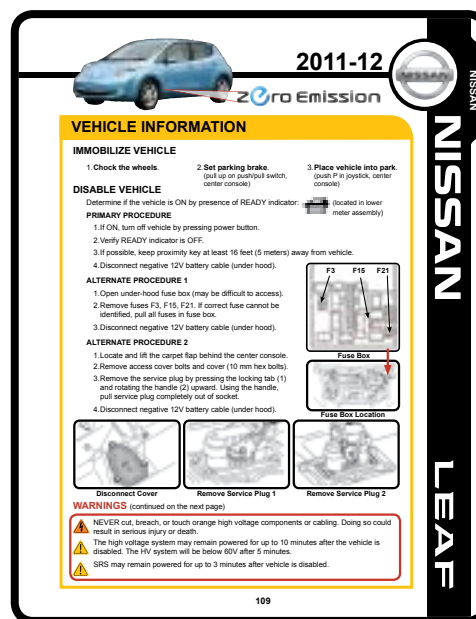 2011-12
NISSAN
NISSAN
zero Emission
VEHICLE INFORMATION
IMMOBILIZE VEHICLE
1. Chock the wheels.
2. Set parking brake.
(pull up on push/pull switch,
center console)
3. Place vehicle into park.
(push P in joystick, center
console)
DISABLE VEHICLE
Determine if the vehicle is ON by presence of READY indicator:
(located in lower
meter assembly)
PRIMARY PROCEDURE
1. If ON, turn off vehicle by pressing power button.
2. Verify READY indicator is OFF.
3. If possible, keep proximity key at least 16 feet (5 meters) away from vehicle.
4. Disconnect negative 12V battery cable (under hood).
ALTERNATE PROCEDURE 1
1. Open under-hood fuse box (may be difficult to access).
2. Remove fuses F3, F15, F21. If correct fuse cannot be
identified, pull all fuses in fuse box.
3. Disconnect negative 12V battery cable (under hood).
F3 F15 F21
Fuse Box
ALTERNATE PROCEDURE 2
1. Locate and lift the carpet flap behind the center console.
2. Remove access cover bolts and cover (10 mm hex bolts).
3. Remove the service plug by pressing the locking tab (1)
and rotating the handle (2) upward. Using the handle,
pull service plug completely out of socket.
4. Disconnect negative 12V battery cable (under hood).
Fuse Box Location
Disconnect Cover
Remove Service Plug 1
Remove Service Plug 2
WARNINGS (continued on the next page)
NEVER cut, breach, or touch orange high voltage components or cabling. Doing so could
result in serious injury or death.
The high voltage system may remain powered for up to 10 minutes after the vehicle is
disabled. The HV system will be below 60V after 5 minutes.
SRS may remain powered for up to 3 minutes after vehicle is disabled.
109
NISSAN
LEAF